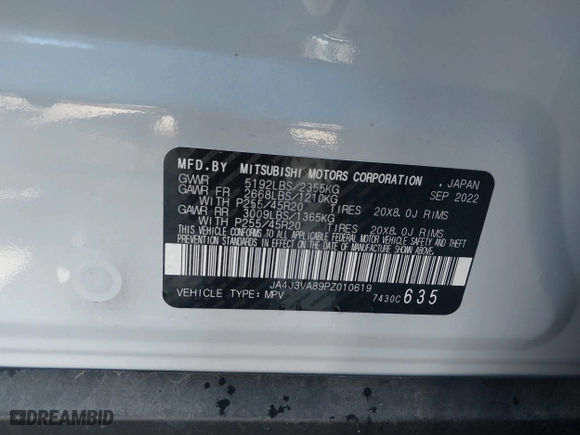 MFD.BY MITSUBISHI MOTORS CORPORATION , JAPAN
GVWR 5192LBS/2355KG SEP 2022
GAWR FR 2668LBS/1210KG
WITH P255/45R20 TIRES 20X8.0J RIMS
GAWR RR 3009LBS/1365KG
WITH P255/45R20 TIRES 20X8.0J RIMS
THIS VEHICLE CONFORMS TO ALL APPLICABLE FEDERAL MOTOR VEHICLE SAFETY AND THEFT
PREVENTION STANDARDS IN EFFECT ON THE DATE OF MANUFACTURE SHOWN ABOVE.
JA4J3VA89PZ010619
VEHICLE TYPE:MPV 7430C 635
DREAMBID